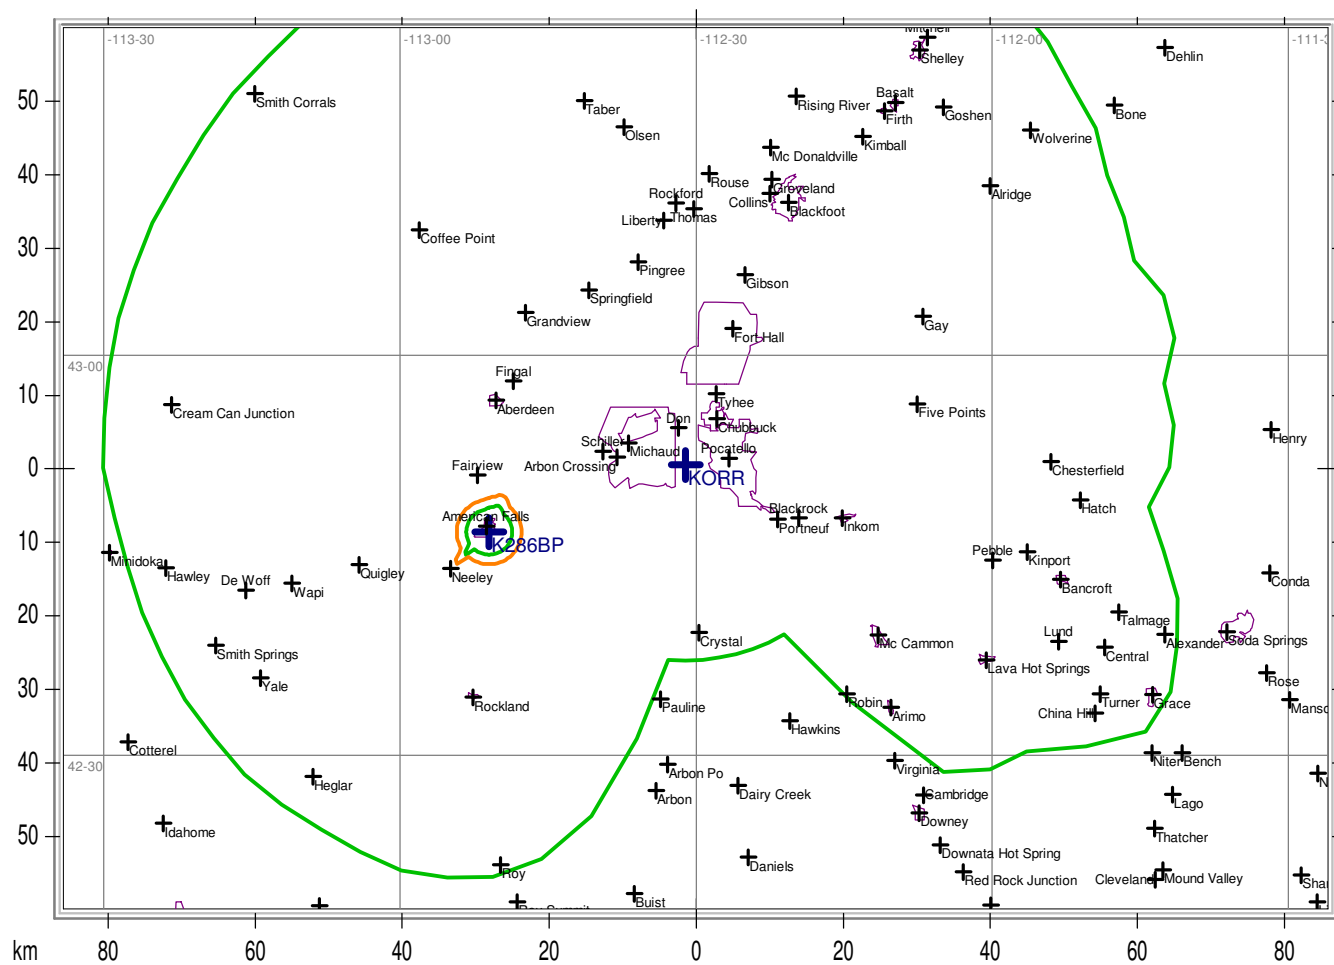 -113-30
-113-00
-112-30
-112-00
Mitchell
Shelley
Dehlin
50
Smith Corrals
Taber
Rising River
Basalt
Firth
Goshen
Bone
Olsen
Kimball
Wolverine
40
Mc Donaldville
Rouse
Groveland
Rockford
Collins
Blackfoot
Alridge
Liberty
Thomas
30
Coffee Point
Pingree
Gibson
Springfield
20
Grandview
Fort Hall
Gay
43-00
Fingal
10
Cream Can Junction
Aberdeen
Tyhee
Five Points
Don
Chubbuck
Henry
Schiller
Michaud
Pocatello
0
Fairview
Arbon Crossing
KORR
Chesterfield
American Falls
Blackrock
Hatch
K286BP
Portneuf
Inkom
10
Minidoka
Pebble
Kinport
Hawley
De Woff
Wapi
Quigley
Neeley
Bancroft
Conda
20
Talmage
Smith Springs
Crystal
Mc Cammon
Lund
Central
Alexander
Soda Springs
Yale
Lava Hot Springs
Rose
30
Rockland
Pauline
Robin
Arimo
Turner
Grace
China Hill
Hawkins
Cotterel
40
42-30
Arbon Po
Virginia
Niter
Bench
Heglar
Arbon
Dairy Creek
Cambridge
Lago
Idahome
Downey
Thatcher
50
Roy
Daniels
Downata Hot Spring
Red Rock Junction
Cleveland
Mound Valley
Buist
km
80
60
40
20
0
20
40
60
80